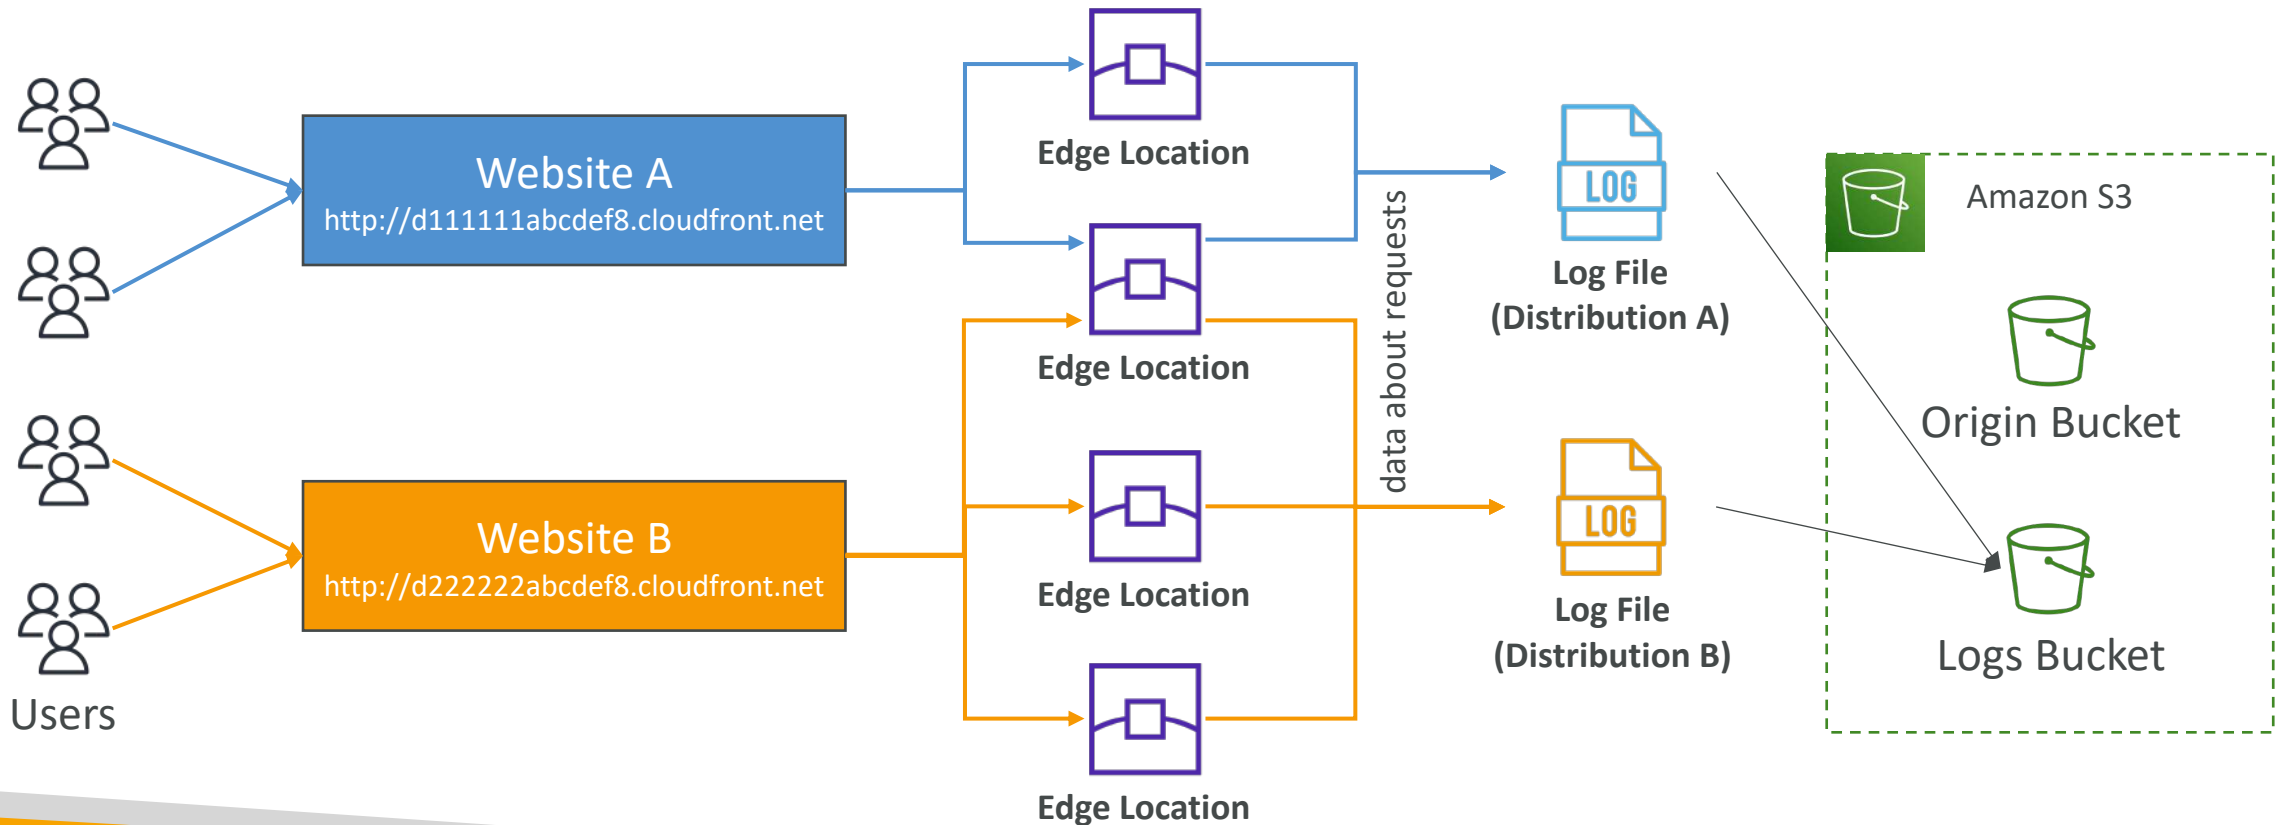 Users
Website A
http://d111111abcdef8.cloudfront.net
Website B
http://d222222abcdef8.cloudfront.net
Edge Location
Edge Location
Edge Location
Edge Location
data about requests
LOG
Log File
(Distribution A)
LOG
Log File
(Distribution B)
Amazon S3
Origin Bucket
Logs Bucket